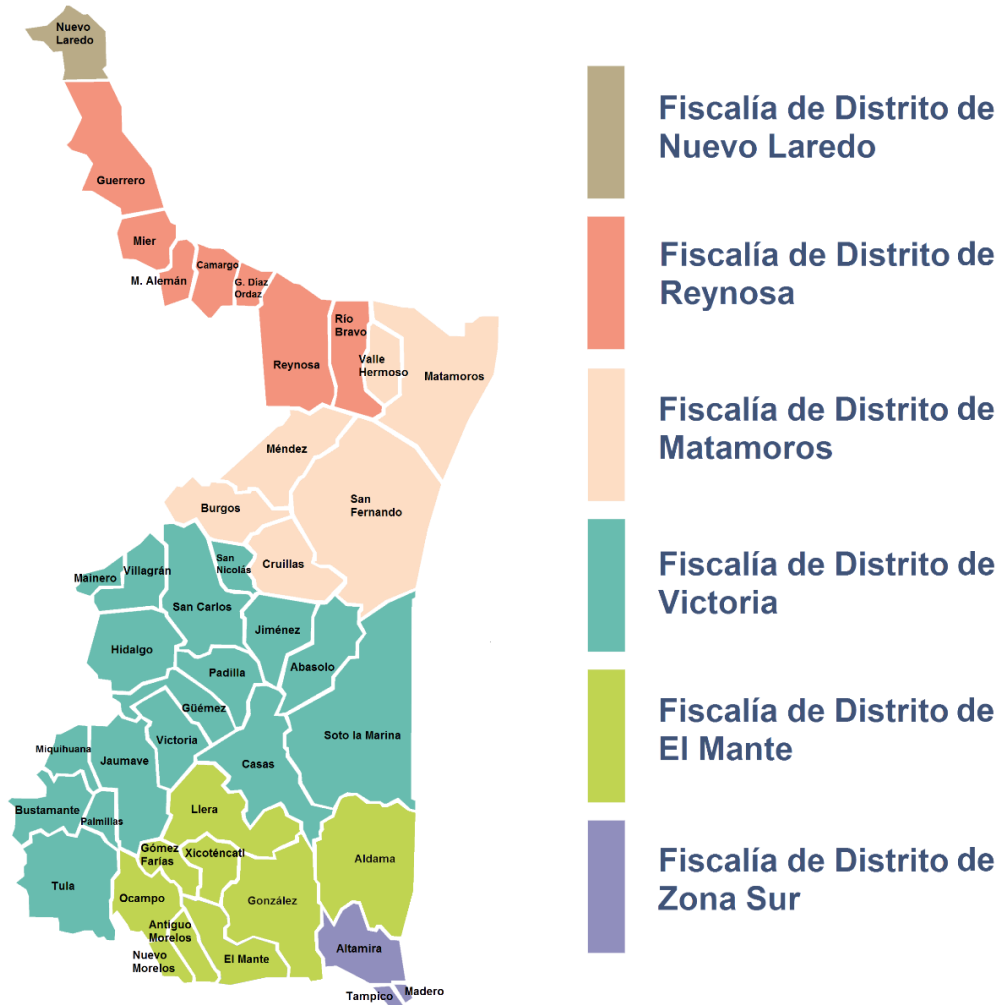 Nuevo
Laredo
Guerrero
Mier
M. Alemán
Camargo
G. Díaz
Ordaz
Reynosa
Río
Bravo
Valle
Hermoso
Matamoros
Méndez
San
Fernando
Burgos
Cruillas
San
Nicolás
Mainero
Villagrán
San Carlos
Jiménez
Hidalgo
Padilla
Abasolo
Güémez
Victoria
Soto la Marina
Miquihuana
Jaumave
Casas
Bustamante
Palmillas
Llera
Tula
Gómez
Farías
Xicoténcatl
Aldama
Ocampo
González
Antiguo
Morelos
Nuevo
Morelos
El Mante
Altamira
Tampico
Madero
Fiscalía de Distrito de
Nuevo Laredo
Fiscalía de Distrito de
Reynosa
Fiscalía de Distrito de
Matamoros
Fiscalía de Distrito de
Victoria
Fiscalía de Distrito de
El Mante
Fiscalía de Distrito de
Zona Sur